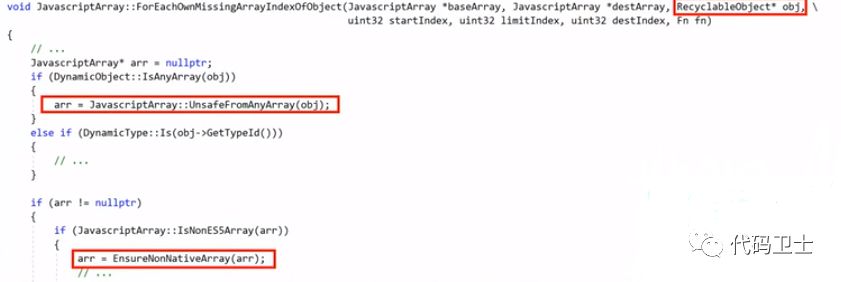 void JavascriptArray::ForEachOwnMissingArrayIndexOfObject(JavascriptArray *baseArray, JavascriptArray *destArray, RecyclableObject* obj, \
uint32 startIndex, uint32 limitIndex, uint32 destIndex, Fn fn)
{
// ...
JavascriptArray* arr = nullptr;
if (DynamicObject::IsAnyArray(obj))
{
arr = JavascriptArray::UnsafeFromAnyArray(obj);
}
else if (DynamicType::Is(obj->GetTypeId()))
{
// ...
}
if (arr != nullptr)
{
if (JavascriptArray::IsNonES5Array(arr))
{
arr = EnsureNonNativeArray(arr);
// ...
代码卫士